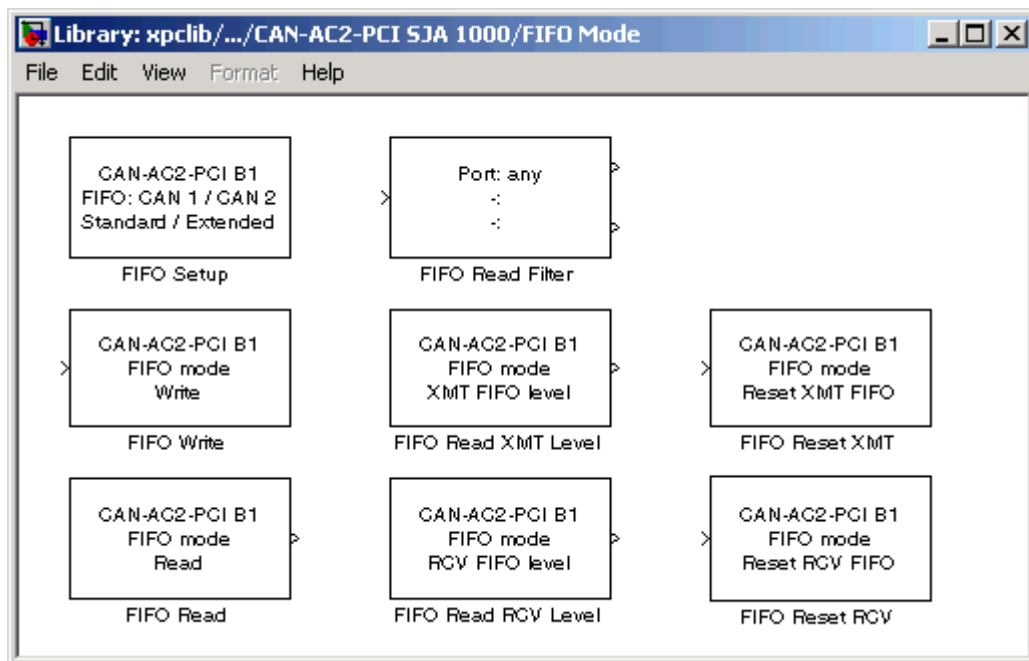 Library: xpclib/.../CAN-AC2-PCI SJA 1000/FIFO Mode
File Edit View Format Help
CAN-AC2-PCI B1
FIFO: CAN 1 / CAN 2
Standard / Extended
FIFO Setup
Port: any
-:
-:
FIFO Read Filter
CAN-AC2-PCI B1
FIFO mode
Write
FIFO Write
CAN-AC2-PCI B1
FIFO mode
XMT FIFO level
FIFO Read XMT Level
CAN-AC2-PCI B1
FIFO mode
Reset XMT FIFO
FIFO Reset XMT
CAN-AC2-PCI B1
FIFO mode
Read
FIFO Read
CAN-AC2-PCI B1
FIFO mode
RCV FIFO level
FIFO Read RCV Level
CAN-AC2-PCI B1
FIFO mode
Reset RCV FIFO
FIFO Reset RCV